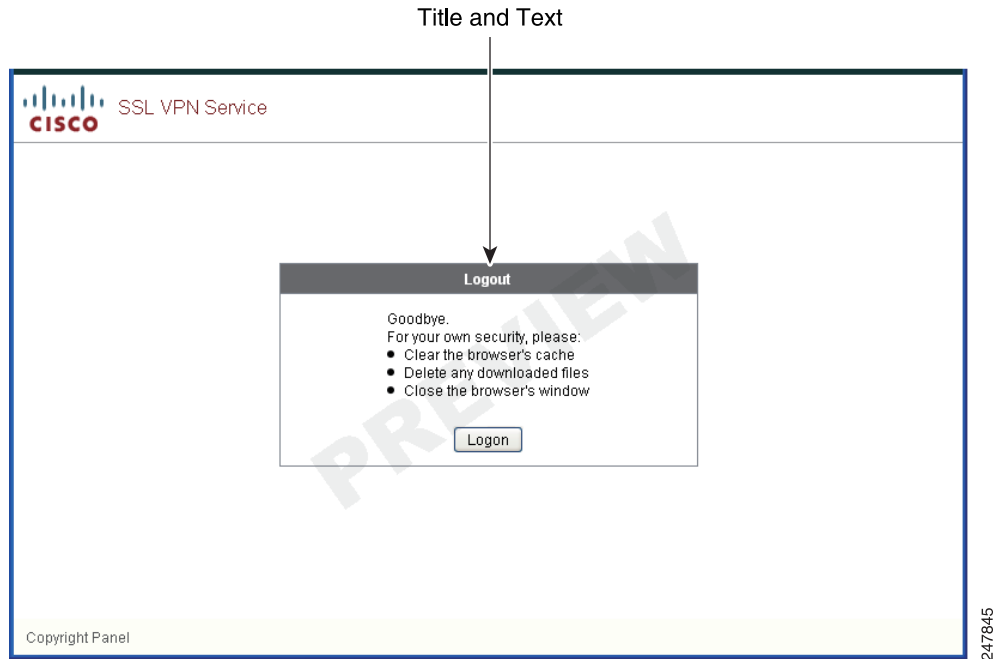 Title and Text
CISCO
SSL VPN Service
Logout
Goodbye.
For your own security, please:
• Clear the browser's cache
• Delete any downloaded files
• Close the browser's window
Logon
PREVIEW
Copyright Panel
247845